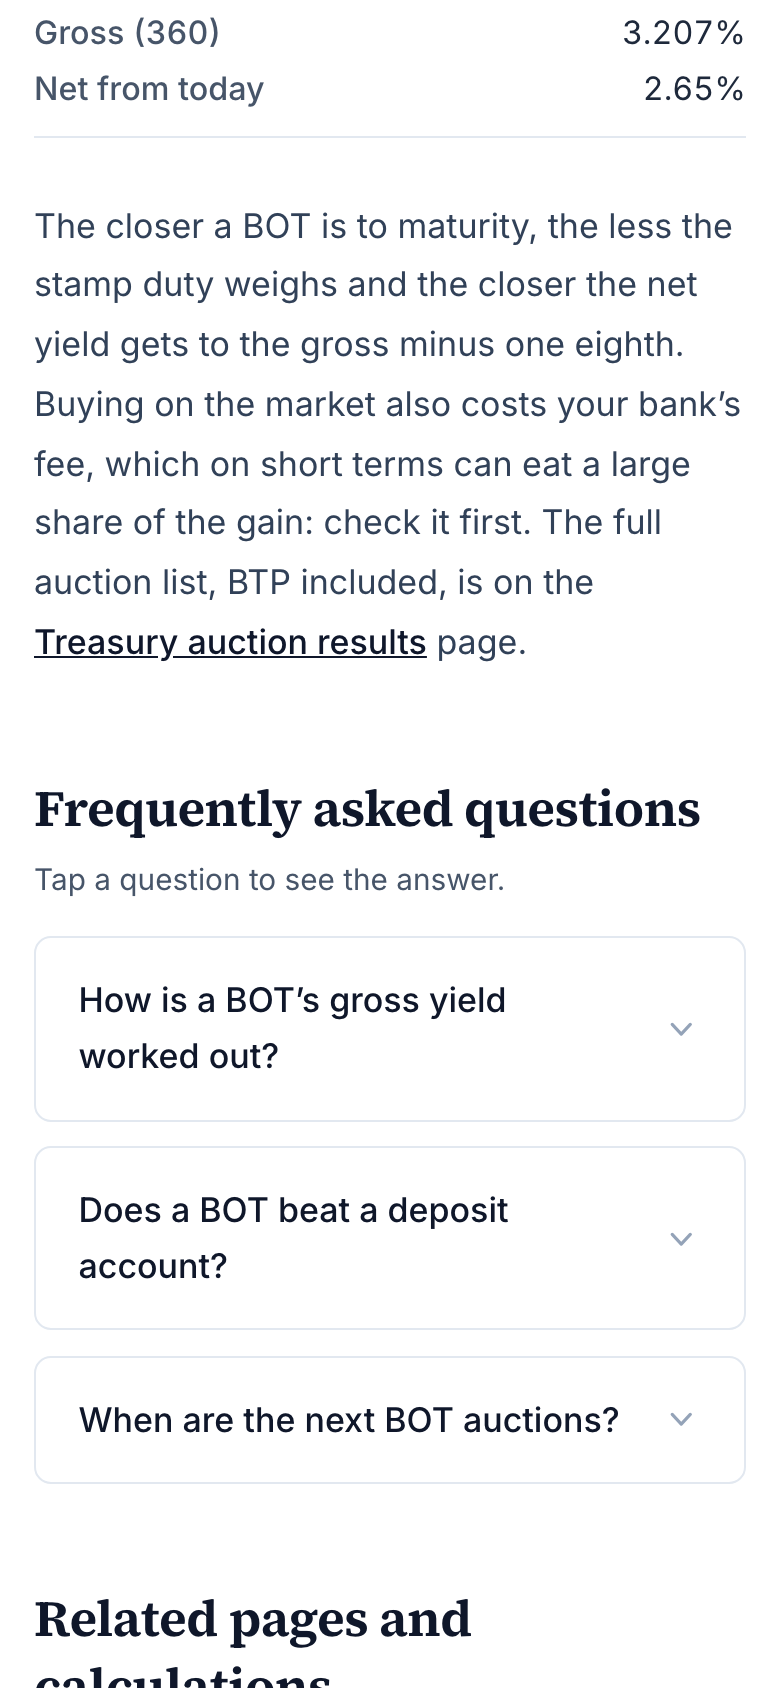 Gross (360) 3.207%
Net from today 2.65%
The closer a BOT is to maturity, the less the
stamp duty weighs and the closer the net
yield gets to the gross minus one eighth.
Buying on the market also costs your bank’s
fee, which on short terms can eat a large
share of the gain: check it first. The full
auction list, BTP included, is on the
Treasury auction results page.
Frequently asked questions
Tap a question to see the answer.
How is a BOT’s gross yield
worked out?
Does a BOT beat a deposit
account?
When are the next BOT auctions?
Related pages and
calculations